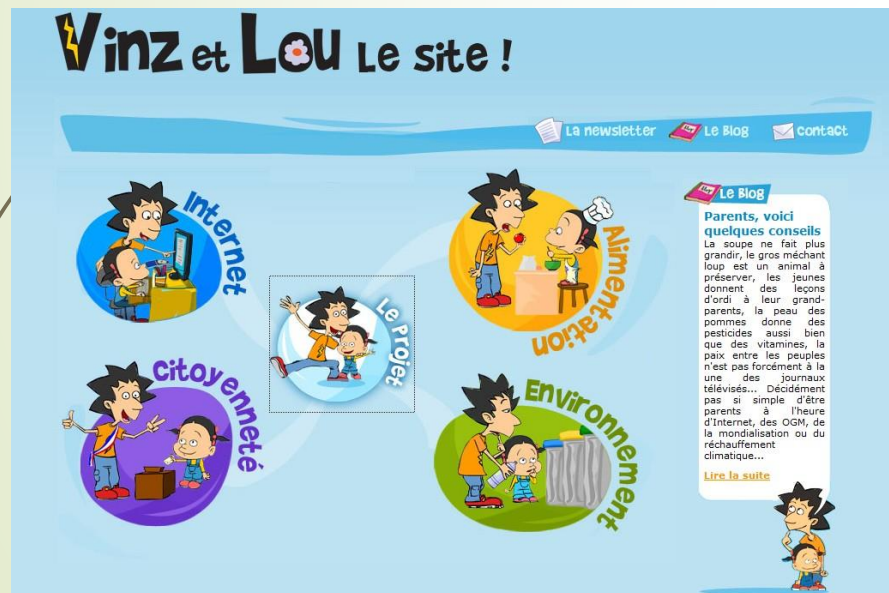 Vinz et Lou Le site !
La newsletter Le Blog contact
Internet
Alimentation
Le Projet
Citoyenneté
Environnement
Le Blog
Parents, voici
quelques conseils
La soupe ne fait plus
grandir, le gros méchant
loup est un animal à
préserver, les jeunes
donnent des leçons
d'ordi à leur grand-
parents, la peau des
pommes donne des
pesticides aussi bien
que des vitamines, la
paix entre les peuples
n'est pas forcément à la
une des journaux
télévisés... Décidément
pas si simple d'être
parents à l'heure
d'Internet, des OGM, de
la mondialisation ou du
réchauffement
climatique...
Lire la suite